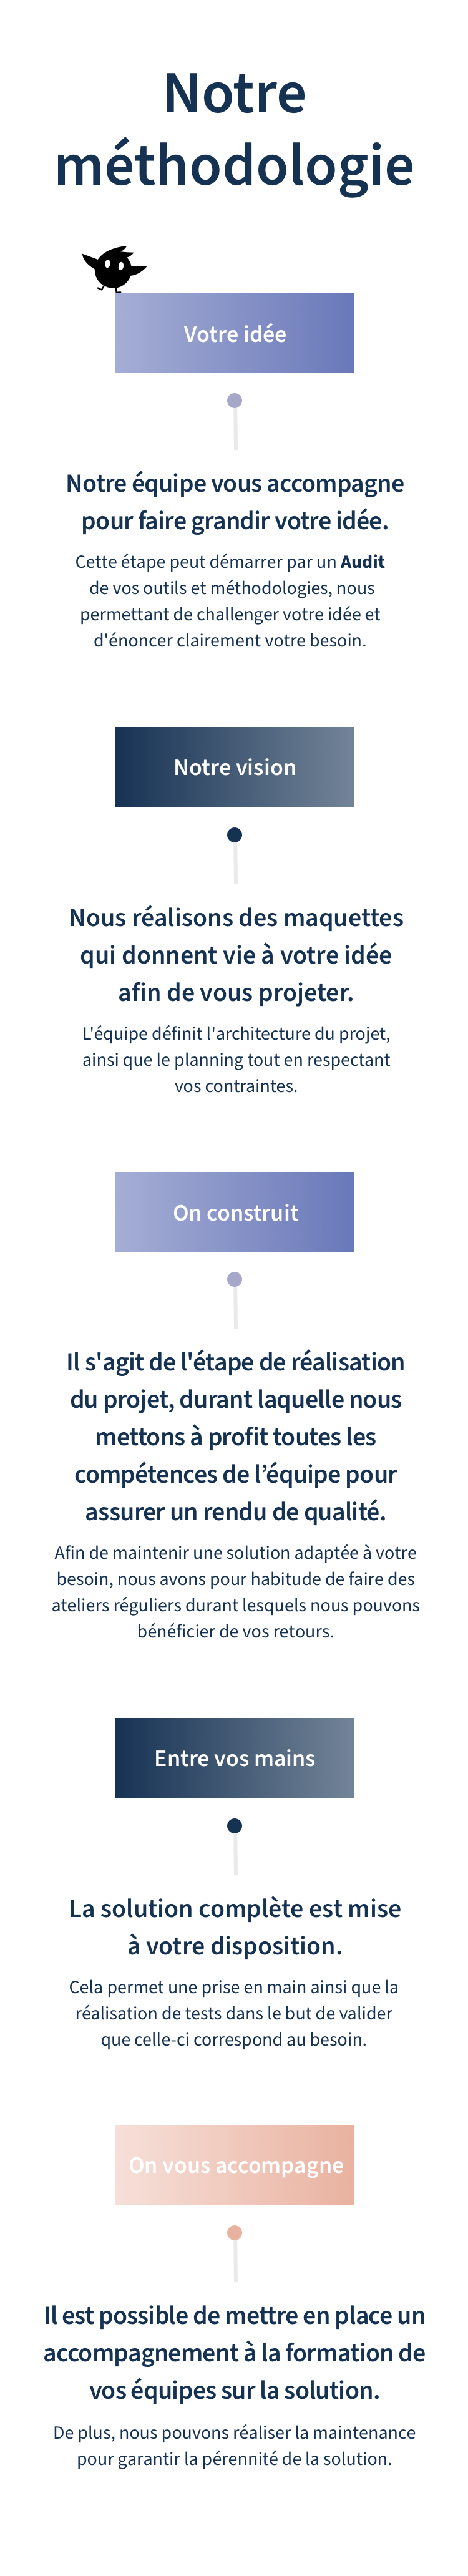 Notre
méthodologie
Votre idée
Notre équipe vous accompagne
pour faire grandir votre idée.
Cette étape peut démarrer par un Audit
de vos outils et méthodologies, nous
permettant de challenger votre idée et
d'énoncer clairement votre besoin.
Notre vision
Nous réalisons des maquettes
qui donnent vie à votre idée
afin de vous projeter.
L'équipe définit l'architecture du projet,
ainsi que le planning tout en respectant
vos contraintes.
On construit
Il s'agit de l'étape de réalisation
du projet, durant laquelle nous
mettons à profit toutes les
compétences de l’équipe pour
assurer un rendu de qualité.
Afin de maintenir une solution adaptée à votre
besoin, nous avons pour habitude de faire des
ateliers réguliers durant lesquels nous pouvons
bénéficier de vos retours.
Entre vos mains
La solution complète est mise
à votre disposition.
Cela permet une prise en main ainsi que la
réalisation de tests dans le but de valider
que celle-ci correspond au besoin.
On vous accompagne
Il est possible de mettre en place un
accompagnement à la formation de
vos équipes sur la solution.
De plus, nous pouvons réaliser la maintenance
pour garantir la pérennité de la solution.